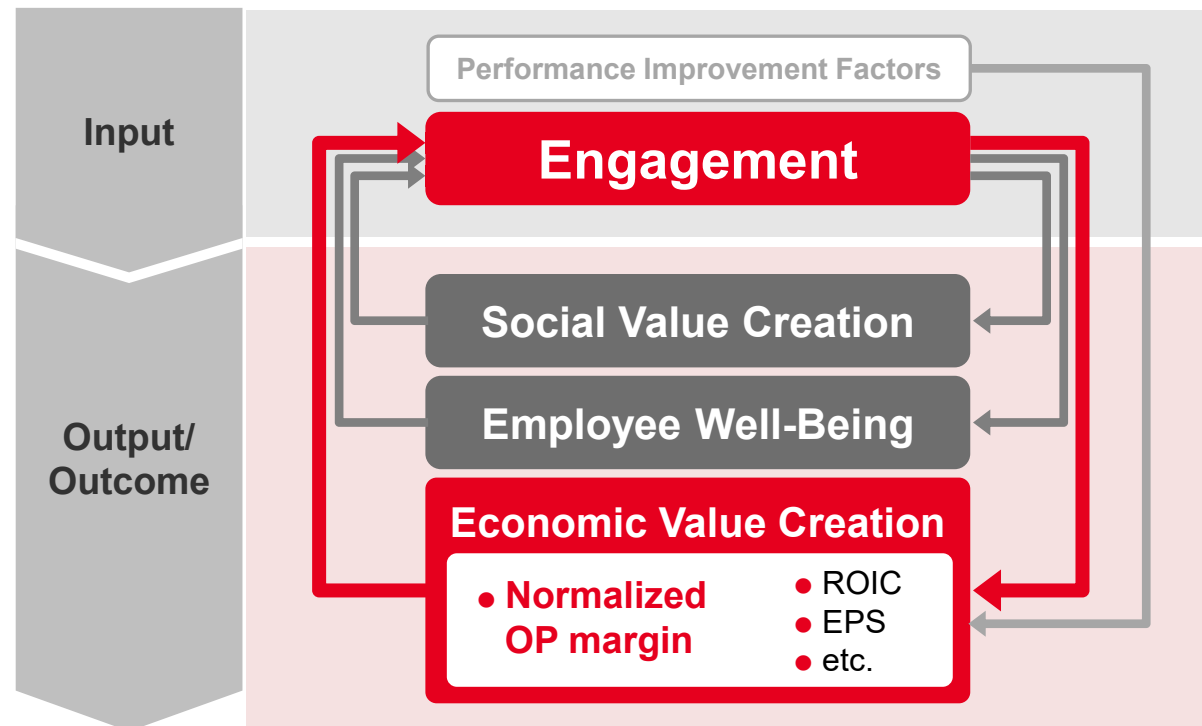 Input
Performance Improvement Factors
Engagement
Output/
Outcome
Social Value Creation
Employee Well-Being
Economic Value Creation
● Normalized
OP margin
● ROIC
● EPS
● etc.